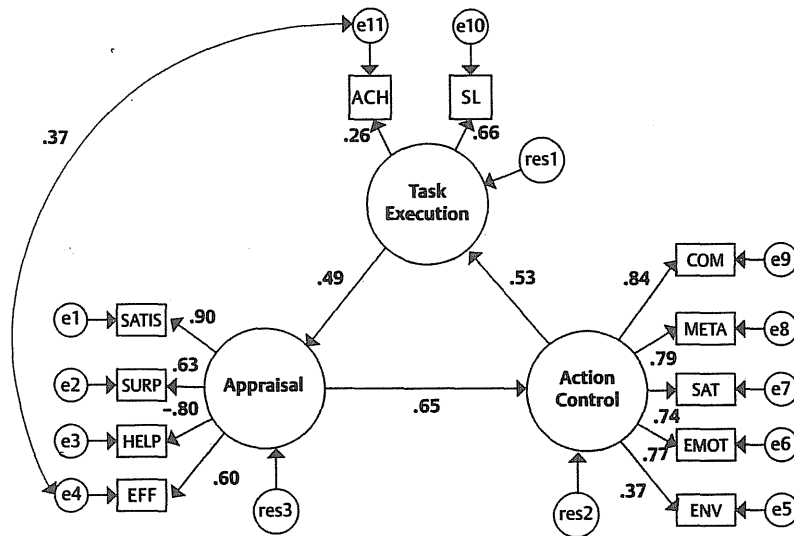 e11
e10
ACH
SL
.37
.26
.66
res1
Task
Execution
COM
e9
.49
.53
.84
e1
SATIS
.90
META
e8
.79
e2
SURP
.63
Appraisal
Action
Control
SAT
e7
-.80
.65
.74
e3
HELP
EMOT
e6
.77
e4
EFF
.60
.37
res3
res2
ENV
e5